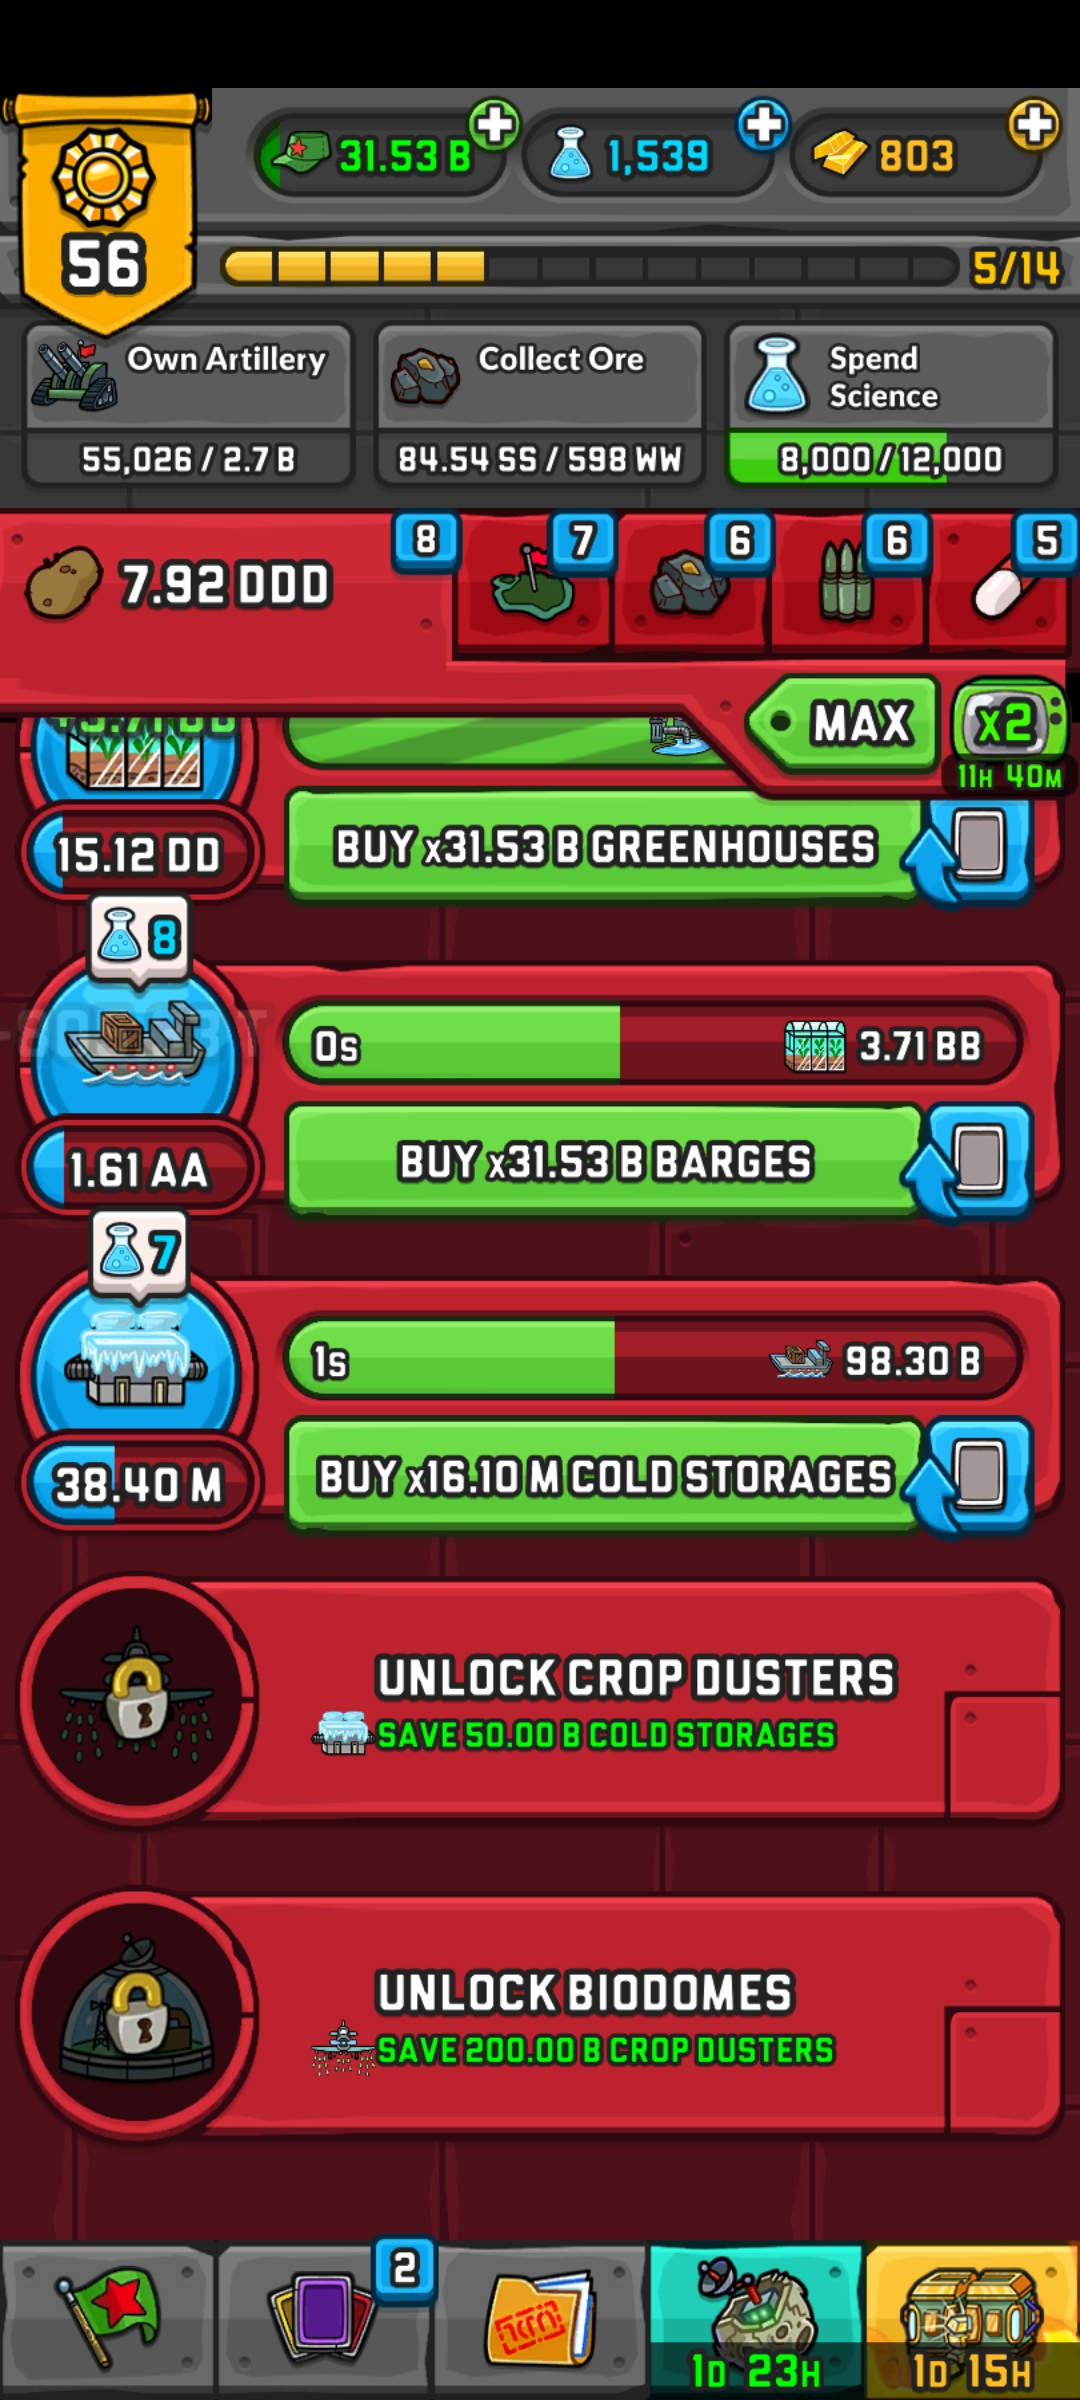 31.53 B
1,539
803
56
5/14
Own Artillery
55,026 / 2.7 B
Collect Ore
84.54 SS / 598 WW
Spend
Science
8,000 / 12,000
7.92 DDD
8
7
6
6
5
MAX
x2
11H 40M
15.12 DD
BUY x31.53 B GREENHOUSES
8
0s
3.71 BB
1.61 AA
BUY x31.53 B BARGES
7
1s
98.30 B
38.40 M
BUY x16.10 M COLD STORAGES
UNLOCK CROP DUSTERS
SAVE 50.00 B COLD STORAGES
UNLOCK BIODOMES
SAVE 200.00 B CROP DUSTERS
2
1D 23H
1D 15H